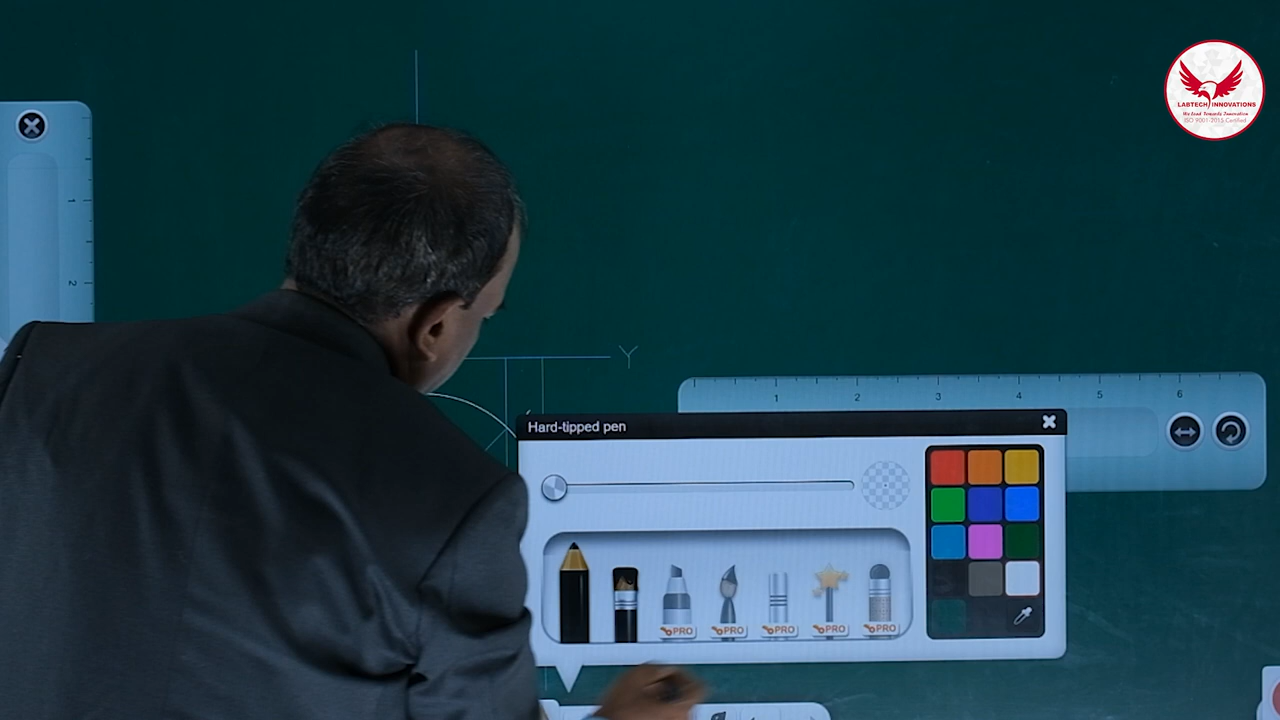 LABTECH INNOVATIONS
We Lead Towards Innovation
ISO 9001-2015 Certified
1
2
Y
1 2 3 4 5 6
Hard-tipped pen
PRO PRO PRO PRO PRO